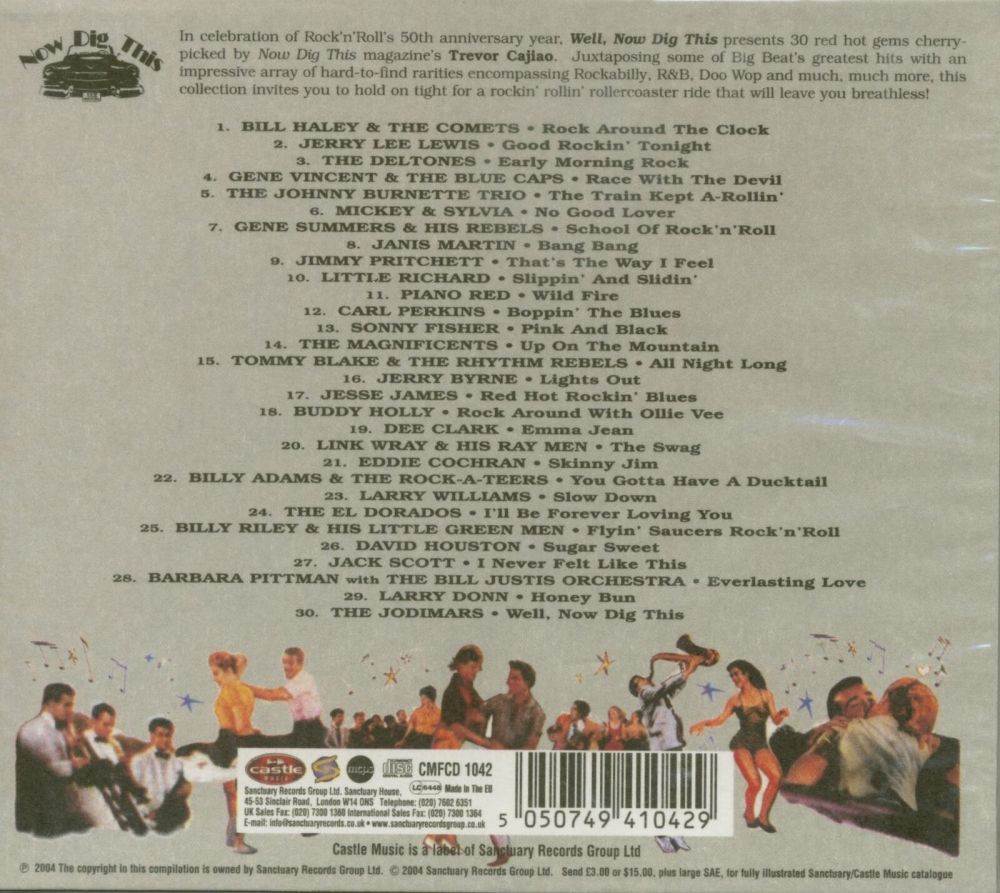 Now Dig This
In celebration of Rock'n'Roll's 50th anniversary year, Well, Now Dig This presents 30 red hot gems cherry-
picked by Now Dig This magazine's Trevor Cajiao. Juxtaposing some of Big Beat's greatest hits with an
impressive array of hard-to-find rarities encompassing Rockabilly, R&B, Doo Wop and much, much more, this
collection invites you to hold on tight for a rockin' rollin' rollercoaster ride that will leave you breathless!
1. BILL HALEY & THE COMETS • Rock Around The Clock
2. JERRY LEE LEWIS • Good Rockin' Tonight
3. THE DELTONES • Early Morning Rock
4. GENE VINCENT & THE BLUE CAPS • Race With The Devil
5. THE JOHNNY BURNETTE TRIO • The Train Kept A-Rollin'
6. MICKEY & SYLVIA • No Good Lover
7. GENE SUMMERS & HIS REBELS • School Of Rock'n'Roll
8. JANIS MARTIN • Bang Bang
9. JIMMY PRITCHETT • That's The Way I Feel
10. LITTLE RICHARD • Slippin' And Slidin'
11. PIANO RED • Wild Fire
12. CARL PERKINS • Boppin' The Blues
13. SONNY FISHER • Pink And Black
14. THE MAGNIFICENTS • Up On The Mountain
15. TOMMY BLAKE & THE RHYTHM REBELS • All Night Long
16. JERRY BYRNE • Lights Out
17. JESSE JAMES • Red Hot Rockin' Blues
18. BUDDY HOLLY • Rock Around With Ollie Vee
19. DEE CLARK • Emma Jean
20. LINK WRAY & HIS RAY MEN • The Swag
21. EDDIE COCHRAN • Skinny Jim
22. BILLY ADAMS & THE ROCK-A-TEERS • You Gotta Have A Ducktail
23. LARRY WILLIAMS • Slow Down
24. THE EL DORADOS • I'll Be Forever Loving You
25. BILLY RILEY & HIS LITTLE GREEN MEN • Flyin' Saucers Rock'n'Roll
26. DAVID HOUSTON • Sugar Sweet
27. JACK SCOTT • I Never Felt Like This
28. BARBARA PITTMAN with THE BILL JUSTIS ORCHESTRA • Everlasting Love
29. LARRY DONN • Honey Bun
30. THE JODIMARS • Well, Now Dig This
castle MUSIC S mcps disc DIGITAL AUDIO CMFCD 1042
Sanctuary Records Group Ltd. Sanctuary House, LC 6448 Made In The EU
45-53 Sinclair Road, London W14 0NS Telephone: (020) 7602 6351
UK Sales Fax: (020) 7300 1360 International Sales Fax: (020) 7300 1364
E-mail: info@sanctuaryrecords.co.uk • www.sanctuaryrecordsgroup.co.uk
5 050749 410429
Castle Music is a label of Sanctuary Records Group Ltd
℗ 2004 The copyright in this compilation is owned by Sanctuary Records Group Ltd. © 2004 Sanctuary Records Group Ltd. Send £3.00 or $15.00, plus large SAE, for fully illustrated Sanctuary/Castle Music catalogue